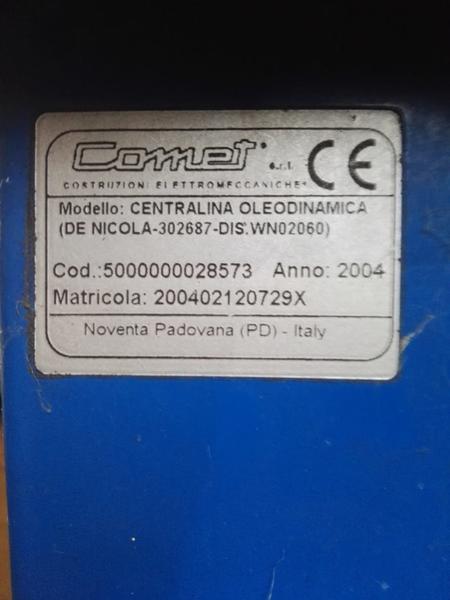 Comet s.r.l. CE
COSTRUZIONI ELETTROMECCANICHE
Modello: CENTRALINA OLEODINAMICA
(DE NICOLA-302687-DIS.WN02060)
Cod.:5000000028573 Anno: 2004
Matricola: 200402120729X
Noventa Padovana (PD) - Italy